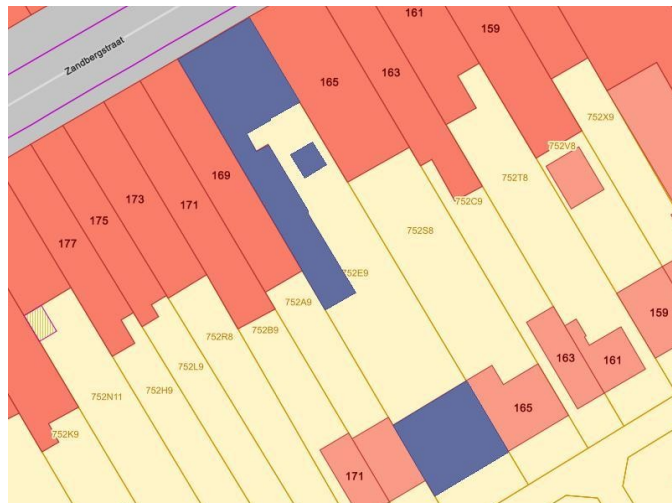 Zandbergstraat
161
159
165
163
752X9
752V8
173
171
169
175
177
752T8
752C9
752S8
752E9
752A9
752B9
752R8
752L9
752H9
752N11
752K9
159
163
161
165
171